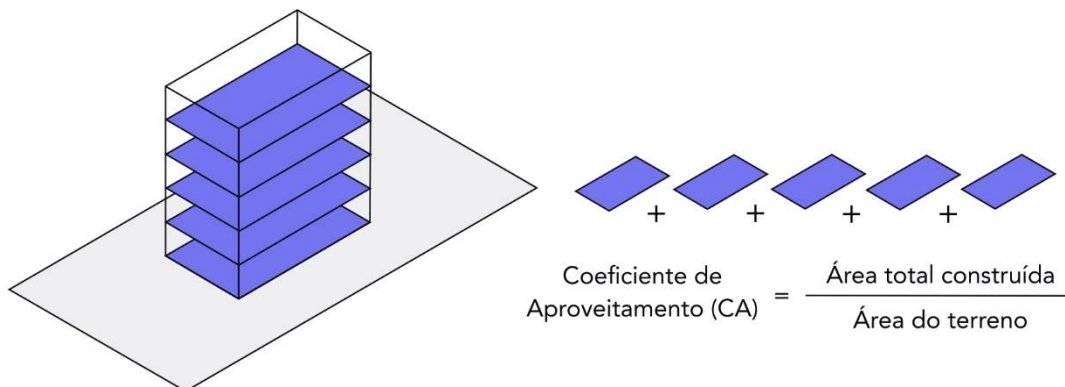 + + + +
Coeficiente de
Aproveitamento (CA)
=
Área total construída
Área do terreno